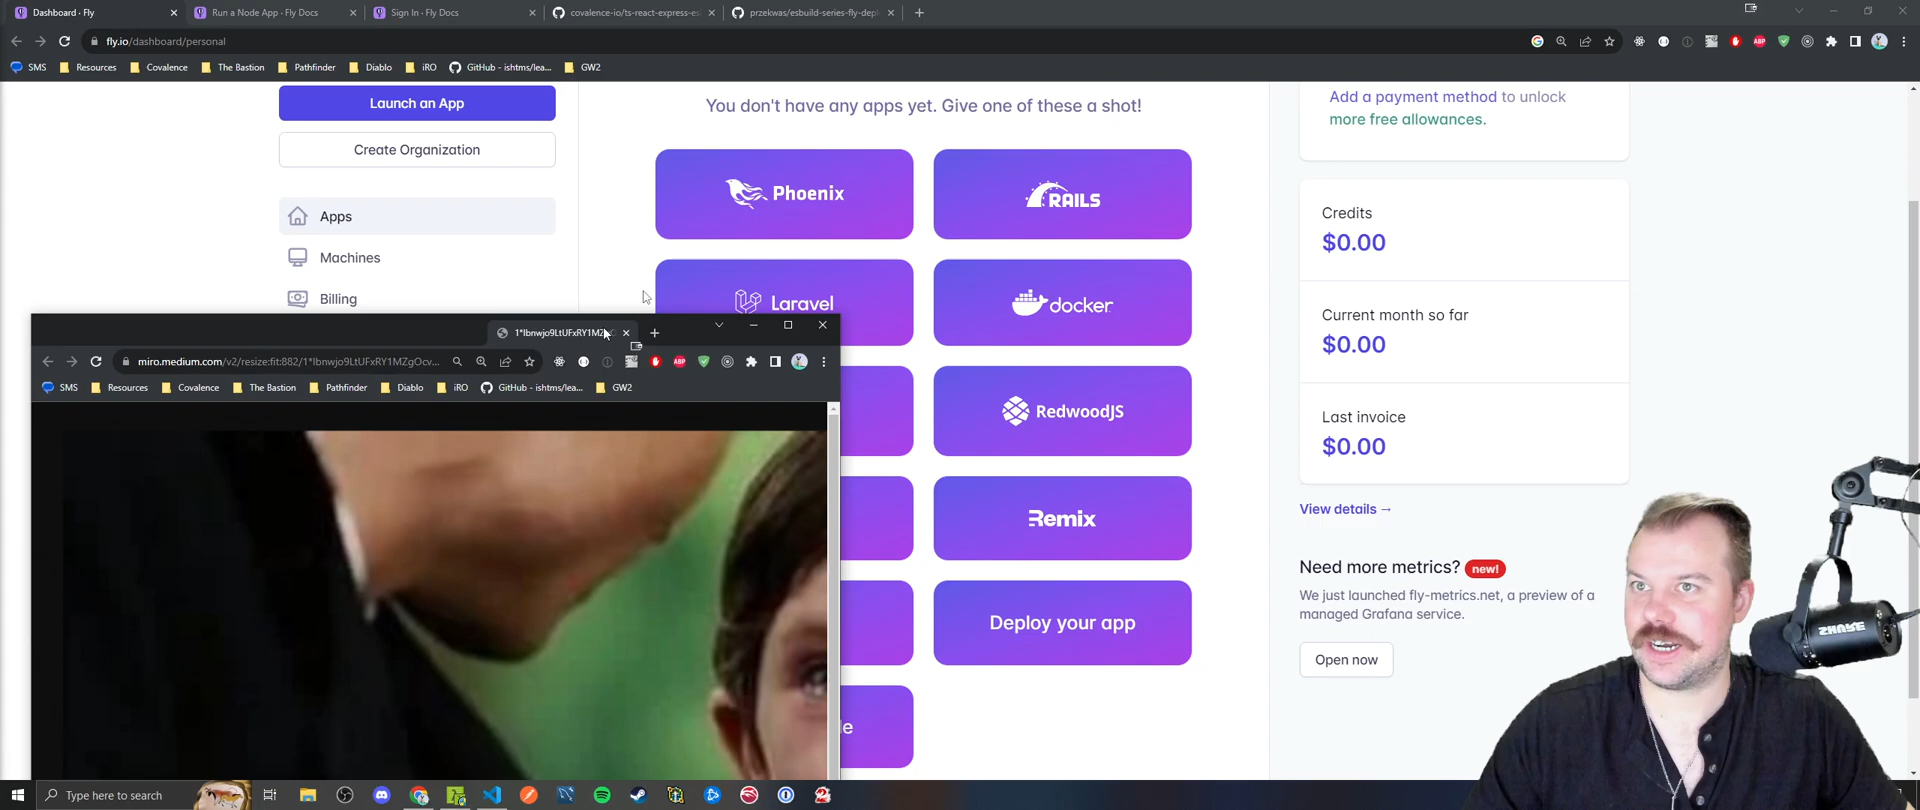 Dashboard · Fly
Run a Node App · Fly Docs
Sign In · Fly Docs
covalence-io/ts-react-express-es
przekwas/esbuild-series-fly-depl
fly.io/dashboard/personal
SMS
Resources
Covalence
The Bastion
Pathfinder
Diablo
iRO
GitHub - ishtms/lea...
GW2
Launch an App
Create Organization
Apps
Machines
Billing
You don't have any apps yet. Give one of these a shot!
Phoenix
RAILS
Laravel
docker
RedwoodJS
Remix
Deploy your app
Add a payment method to unlock
more free allowances.
Credits
$0.00
Current month so far
$0.00
Last invoice
$0.00
View details →
Need more metrics? new!
We just launched fly-metrics.net, a preview of a
managed Grafana service.
Open now
miro.medium.com/v2/resize:fit:882/1*lbnwjo9LtUFxRY1MZgOcv...
SMS
Resources
Covalence
The Bastion
Pathfinder
Diablo
iRO
GitHub - ishtms/lea...
GW2
SHURE
Type here to search